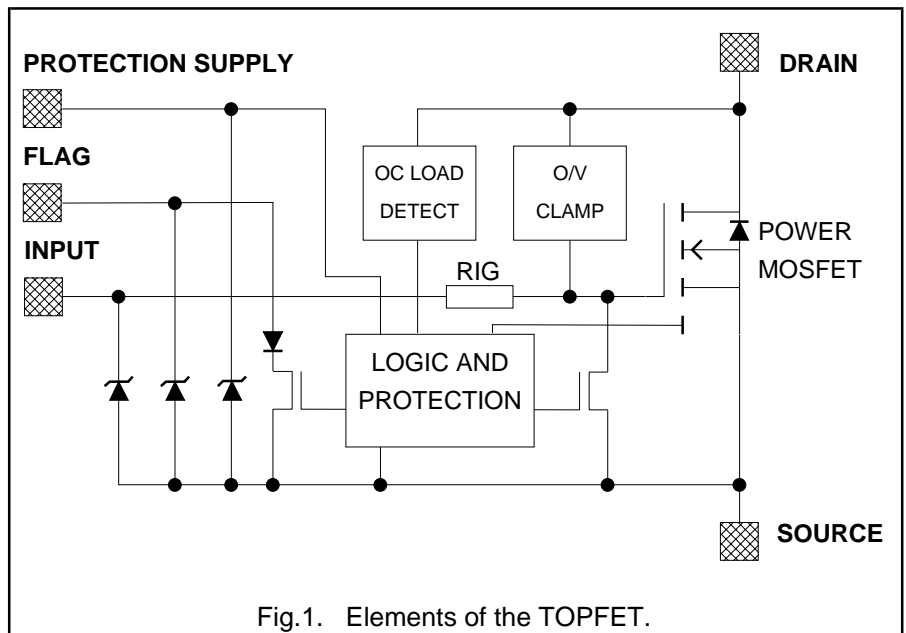 PROTECTION SUPPLY
DRAIN
FLAG
OC LOAD
DETECT
O/V
CLAMP
INPUT
RIG
POWER
MOSFET
LOGIC AND
PROTECTION
SOURCE
Fig.1. Elements of the TOPFET.